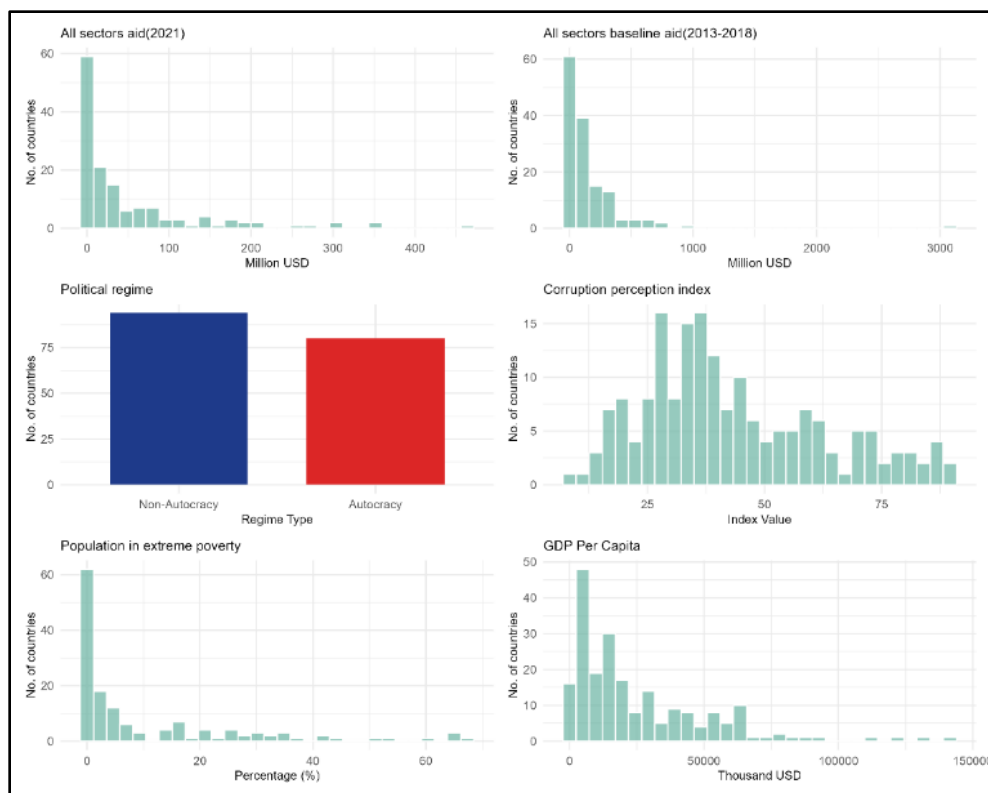 All sectors aid(2021)
No. of countries
60
40
20
0
0 100 200 300 400
Million USD
All sectors baseline aid(2013-2018)
No. of countries
60
40
20
0
0 1000 2000 3000
Million USD
Political regime
No. of countries
75
50
25
0
Non-Autocracy Autocracy
Regime Type
Corruption perception index
No. of countries
15
10
5
0
25 50 75
Index Value
Population in extreme poverty
No. of countries
60
40
20
0
0 20 40 60
Percentage (%)
GDP Per Capita
No. of countries
50
40
30
20
10
0
0 50000 100000 150000
Thousand USD